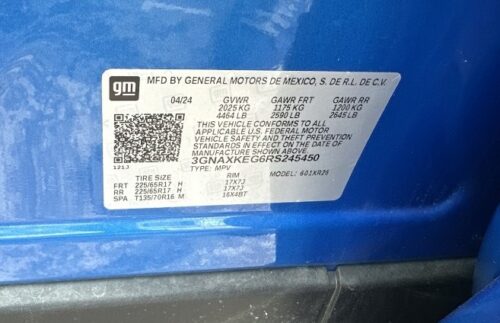 gm
MFD BY GENERAL MOTORS DE MEXICO, S. DE R.L. DE C.V.
04/24 GVWR GAWR FRT GAWR RR
2025 KG 1175 KG 1200 KG
4464 LB 2590 LB 2645 LB
THIS VEHICLE CONFORMS TO ALL
APPLICABLE U.S. FEDERAL MOTOR
VEHICLE SAFETY AND THEFT PREVENTION
STANDARDS IN EFFECT ON THE DATE OF
MANUFACTURE SHOWN ABOVE.
3GNAXKEG6RS245450
TYPE: MPV MODEL: 601XR26
1213
TIRE SIZE RIM
FRT 225/65R17 H 17X7J
RR 225/65R17 H 17X7J
SPA T135/70R16 M 16X4BT